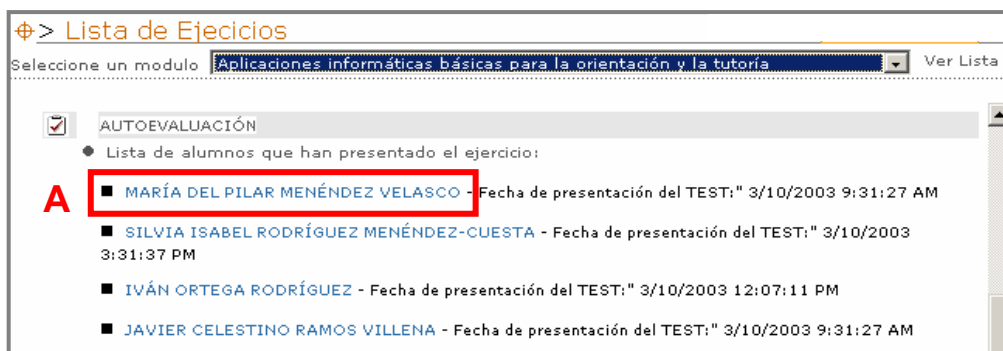 > Lista de Ejecicios
Seleccione un modulo Aplicaciones informáticas básicas para la orientación y la tutoría Ver Lista
AUTOEVALUACIÓN
Lista de alumnos que han presentado el ejercicio:
A MARÍA DEL PILAR MENÉNDEZ VELASCO - Fecha de presentación del TEST:" 3/10/2003 9:31:27 AM
SILVIA ISABEL RODRÍGUEZ MENÉNDEZ-CUESTA - Fecha de presentación del TEST:" 3/10/2003
3:31:37 PM
IVÁN ORTEGA RODRÍGUEZ - Fecha de presentación del TEST:" 3/10/2003 12:07:11 PM
JAVIER CELESTINO RAMOS VILLENA - Fecha de presentación del TEST:" 3/10/2003 9:31:27 AM